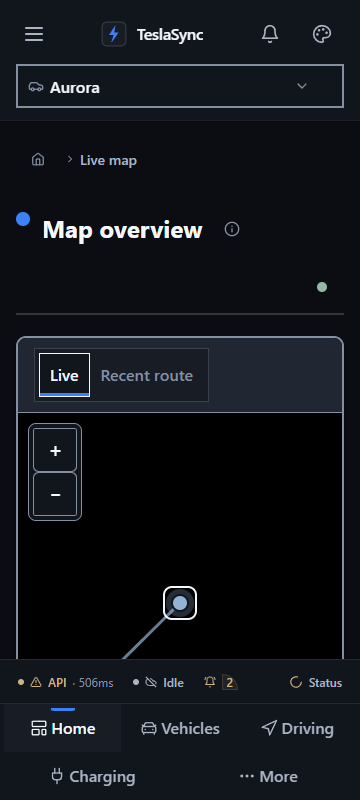 TeslaSync
Aurora
Live map
Map overview
Live Recent route
+
−
API · 506ms Idle 2 Status
Home Vehicles Driving
Charging More